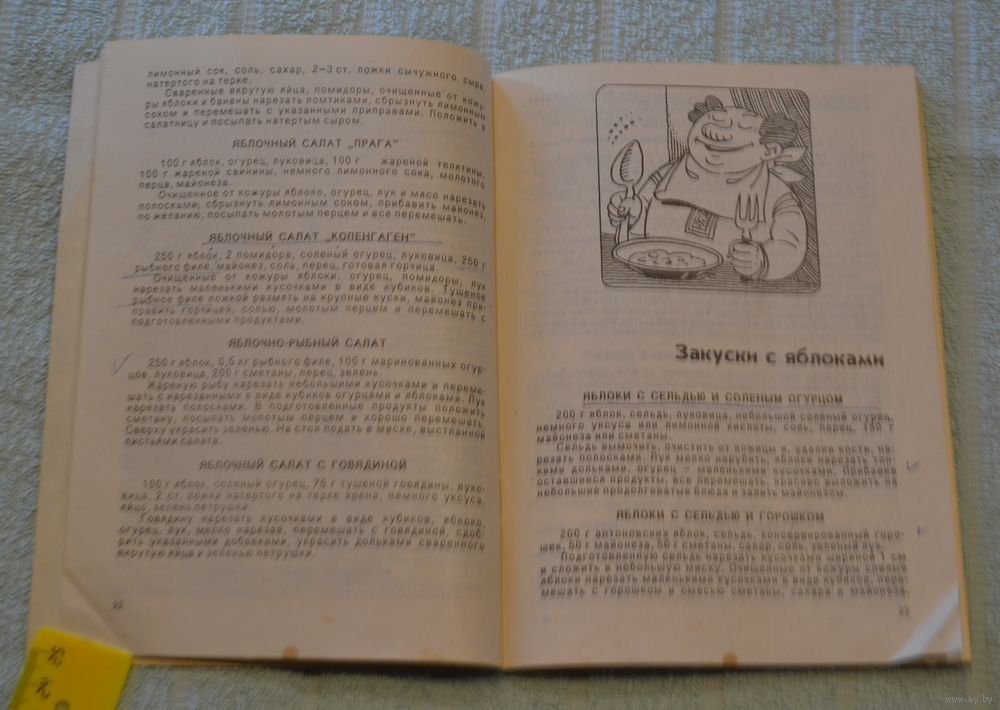 лимонный сок, соль, сахар, 2—3 ст. ложки сычужного сыра,
натертого на терке.
Сваренные вкрутую яйца, помидоры, очищенные от кожу-
ры яблоки и бананы нарезать ломтиками, сбрызнуть лимонным
соком и перемешать с указанными приправами. Положить в
салатницу и посыпать натертым сыром.
ЯБЛОЧНЫЙ САЛАТ „ПРАГА"
100 г яблок, огурец, луковица, 100 г жареной телятины,
100 г жареной свинины, немного лимонного сока, молотого
перца, майонеза.
Очищенное от кожуры яблоко, огурец, лук и мясо нарезать
полосками; сбрызнуть лимонным соком, прибавить майонез,
по желанию, посыпать молотым перцем и все перемешать.
ЯБЛОЧНЫЙ САЛАТ „КОПЕНГАГЕН"
250 г яблок, 2 помидора, соленый огурец, луковица, 250 г
рыбного филе, майонез, соль, перец, готовая горчица.
Очищенные от кожуры яблоки, огурец, помидоры, лук
нарезать маленькими кусочками в виде кубиков. Тушеное
рыбное филе ложкой размять на крупные куски, майонез при-
править горчицей, солью, молотым перцем и перемешать с
подготовленными продуктами.
ЯБЛОЧНО-РЫБНЫЙ САЛАТ
250 г яблок, 0,5 кг рыбного филе, 100 г маринованных огур-
цов, луковица, 200 г сметаны, перец, зелень.
Жареную рыбу нарезать небольшими кусочками и переме-
шать с нарезанными в виде кубиков огурцами и яблоками. Лук
нарезать полосками. В подготовленные продукты положить
сметану, посыпать молотым перцем и хорошо перемешать.
Сверху украсить зеленью. На стол подать в миске, выстланной
листьями салата.
ЯБЛОЧНЫЙ САЛАТ С ГОВЯДИНОЙ
100 г яблок, соленый огурец, 75 г тушеной говядины, луко-
вица, 2 ст. ложки натертого на терке хрена, немного уксуса,
яйцо, зелень петрушки.
Говядину нарезать кусочками в виде кубиков, яблоко,
огурец, лук, мелко нарезав, перемешать с говядиной, сдоб-
рить указанными добавками, украсить дольками сваренного
вкрутую яйца и зеленью петрушки.
22
Закуски с яблоками
ЯБЛОКИ С СЕЛЬДЬЮ И СОЛЕНЫМ ОГУРЦОМ
200 г яблок, сельдь, луковица, небольшой соленый огурец,
немного уксуса или лимонной кислоты, соль, перец, 150 г
майонеза или сметаны.
Сельдь вымочить, очистить от кожицы и, удалив кости, на-
резать полосками. Лук мелко нарубить, яблоки нарезать тон-
кими дольками, огурец — маленькими кусочками. Прибавив
оставшиеся продукты, все перемешать, красиво выложить на
небольшие продолговатые блюда и залить майонезом.
ЯБЛОКИ С СЕЛЬДЬЮ И ГОРОШКОМ
200 г антоновских яблок, сельдь, консервированный горо-
шек, 50 г майонеза, 50 г сметаны, сахар, соль, зеленый лук.
Подготовленную сельдь нарезать кусочками шириной 1 см
и сложить в небольшую миску. Очищенные от кожуры спелые
яблоки нарезать маленькими кусочками в виде кубиков, пере-
мешать с горошком и смесью сметаны, сахара и майонеза.
23
www.ay.by